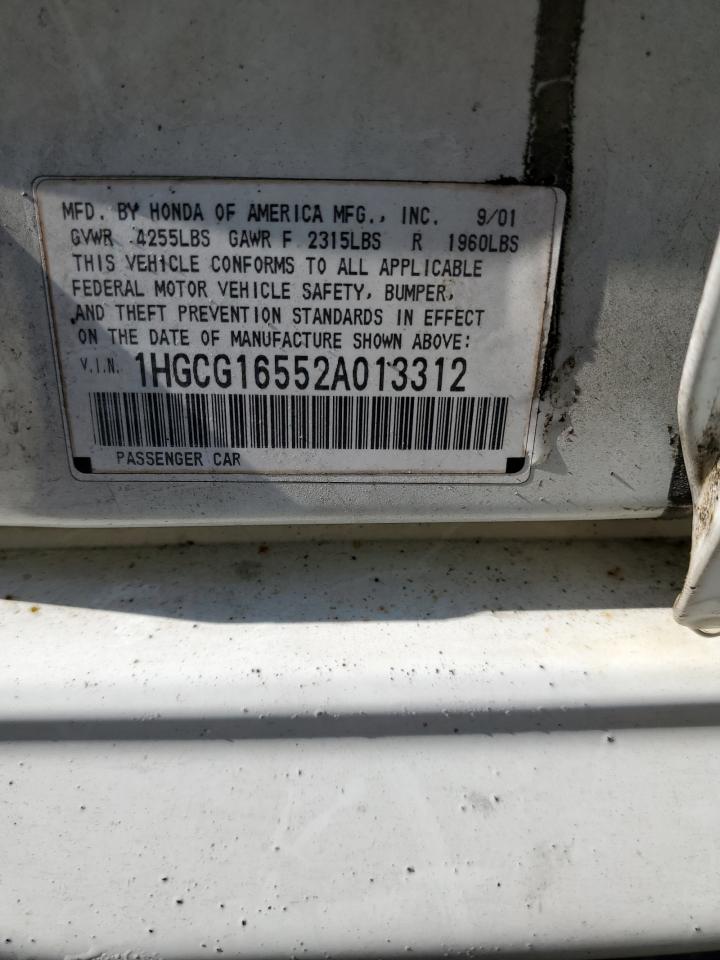 MFD. BY HONDA OF AMERICA MFG., INC. 9/01
GVWR 4255LBS GAWR F 2315LBS R 1960LBS
THIS VEHICLE CONFORMS TO ALL APPLICABLE
FEDERAL MOTOR VEHICLE SAFETY, BUMPER,
AND THEFT PREVENTION STANDARDS IN EFFECT
ON THE DATE OF MANUFACTURE SHOWN ABOVE:
V.I.N. 1HGCG16552A013312
PASSENGER CAR